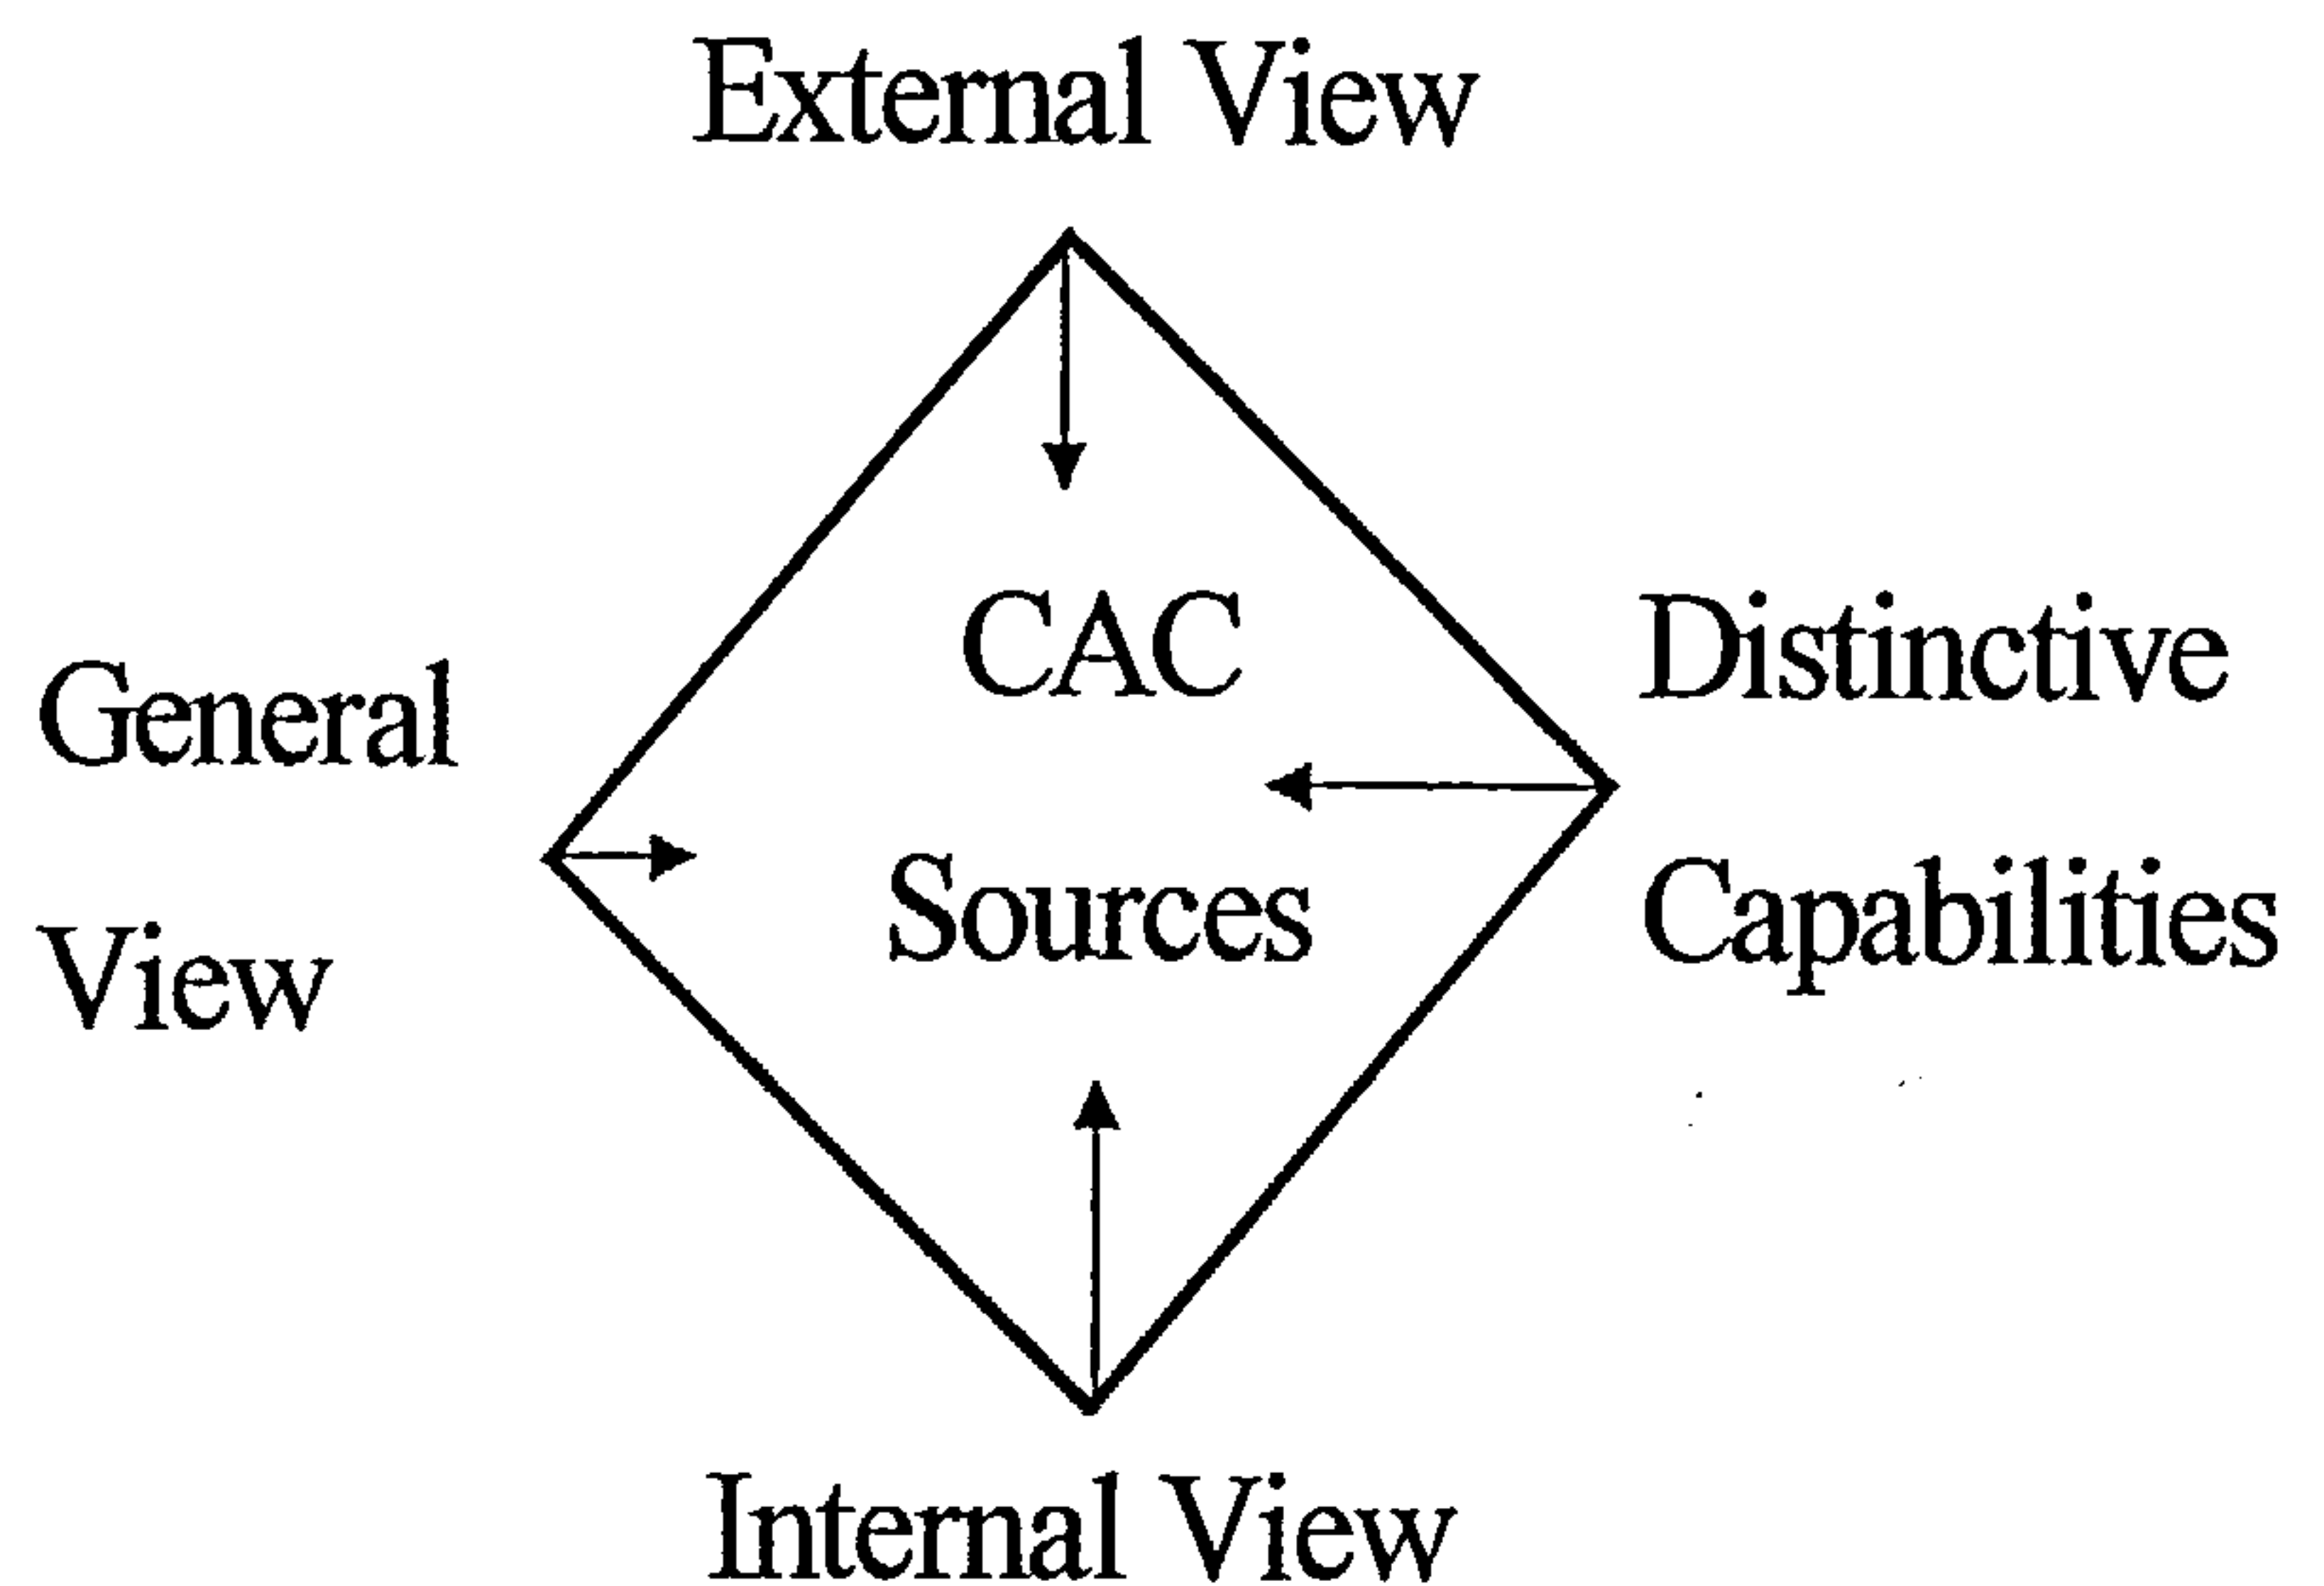 External View
CAC
Distinctive
General
Sources
Capabilities
View
Internal View